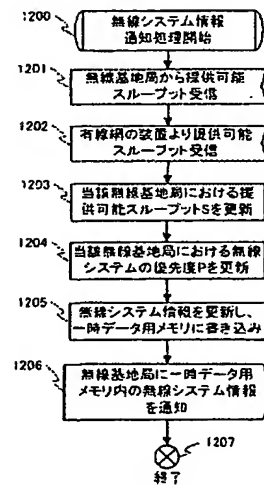 1200
無線システム情報
通知処理開始
1201
無線基地局から提供可能
スループット受信
1202
有線網の装置より提供可能
スループット受信
1203
当該無線基地局における提
供可能スループットSを更新
1204
当該無線基地局における無線
システムの優先度Pを更新
1205
無線システム情報を更新し、
一時データ用メモリに書き込み
1206
無線基地局に一時データ用
メモリ内の無線システム情報
を通知
1207
終了